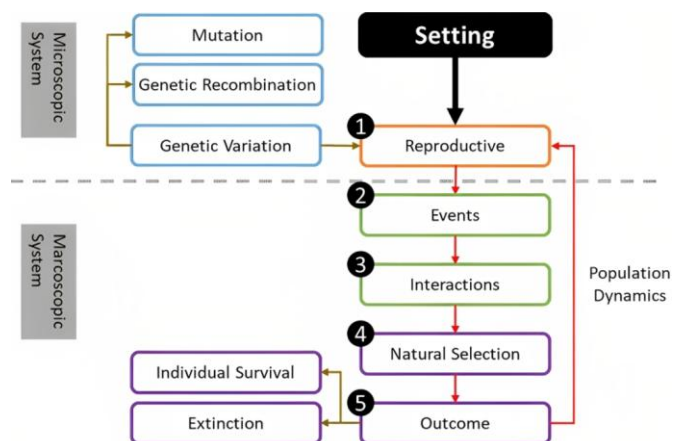 Microscopic
System
Mutation
Setting
Genetic Recombination
1
Genetic Variation
Reproductive
2
Events
Marcoscopic
System
3
Interactions
Population
Dynamics
4
Natural Selection
Individual Survival
5
Extinction
Outcome